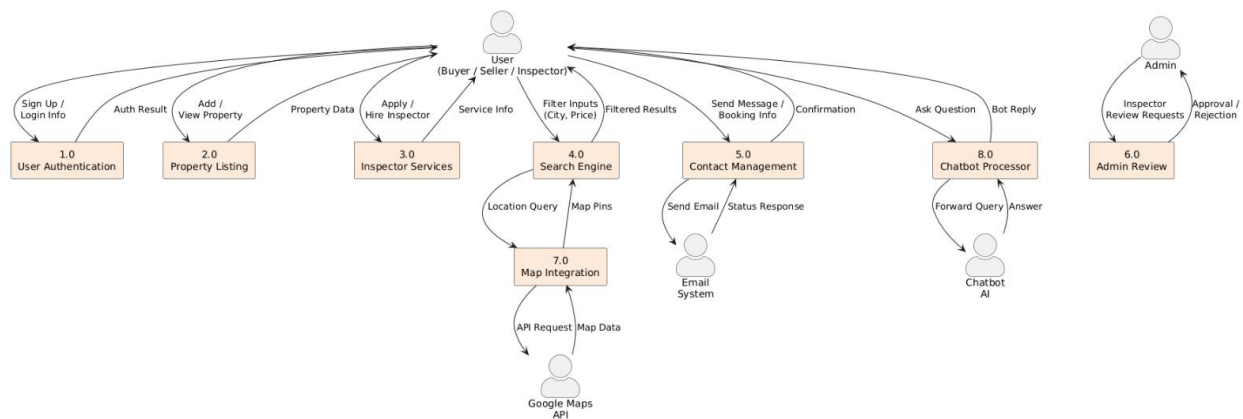 User
(Buyer / Seller / Inspector)
Admin
Sign Up /
Login Info
Auth Result
Add /
View Property
Property Data
Apply /
Hire Inspector
Service Info
Filter Inputs
(City, Price)
Filtered Results
Send Message /
Booking Info
Confirmation
Ask Question
Bot Reply
Inspector
Review Requests
Approval /
Rejection
1.0
User Authentication
2.0
Property Listing
3.0
Inspector Services
4.0
Search Engine
5.0
Contact Management
8.0
Chatbot Processor
6.0
Admin Review
Location Query
Map Pins
Send Email
Status Response
Forward Query
Answer
7.0
Map Integration
Email
System
Chatbot
AI
API Request
Map Data
Google Maps
API